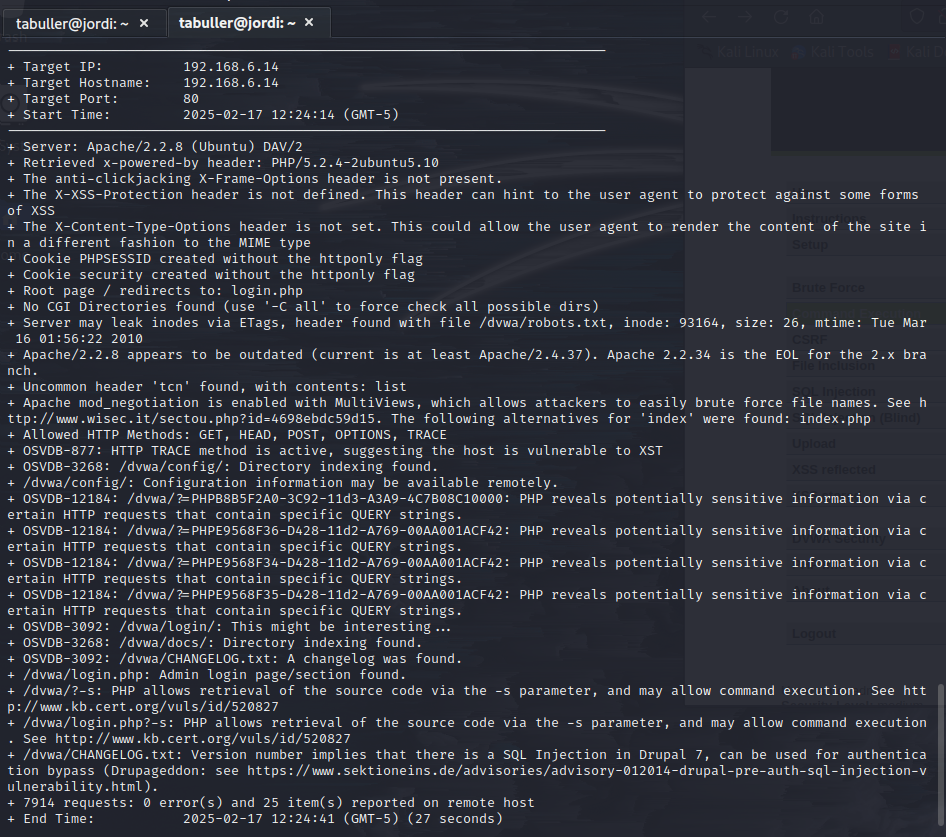 tabuller@jordi: ~ × tabuller@jordi: ~ ×
Kali Linux Kali Tools Kali D
+ Target IP: 192.168.6.14
+ Target Hostname: 192.168.6.14
+ Target Port: 80
+ Start Time: 2025-02-17 12:24:14 (GMT-5)
+ Server: Apache/2.2.8 (Ubuntu) DAV/2
+ Retrieved x-powered-by header: PHP/5.2.4-2ubuntu5.10
+ The anti-clickjacking X-Frame-Options header is not present.
+ The X-XSS-Protection header is not defined. This header can hint to the user agent to protect against some forms
of XSS
+ The X-Content-Type-Options header is not set. This could allow the user agent to render the content of the site i
n a different fashion to the MIME type
+ Cookie PHPSESSID created without the httponly flag
+ Cookie security created without the httponly flag
+ Root page / redirects to: login.php
+ No CGI Directories found (use '-C all' to force check all possible dirs)
+ Server may leak inodes via ETags, header found with file /dvwa/robots.txt, inode: 93164, size: 26, mtime: Tue Mar
16 01:56:22 2010
+ Apache/2.2.8 appears to be outdated (current is at least Apache/2.4.37). Apache 2.2.34 is the EOL for the 2.x bra
nch.
+ Uncommon header 'tcn' found, with contents: list
+ Apache mod_negotiation is enabled with MultiViews, which allows attackers to easily brute force file names. See h
ttp://www.wisec.it/sectou.php?id=4698ebdc59d15. The following alternatives for 'index' were found: index.php
+ Allowed HTTP Methods: GET, HEAD, POST, OPTIONS, TRACE
+ OSVDB-877: HTTP TRACE method is active, suggesting the host is vulnerable to XST
+ OSVDB-3268: /dvwa/config/: Directory indexing found.
+ /dvwa/config/: Configuration information may be available remotely.
+ OSVDB-12184: /dvwa/?=PHPB8B5F2A0-3C92-11d3-A3A9-4C7B08C10000: PHP reveals potentially sensitive information via c
ertain HTTP requests that contain specific QUERY strings.
+ OSVDB-12184: /dvwa/?=PHPE9568F36-D428-11d2-A769-00AA001ACF42: PHP reveals potentially sensitive information via c
ertain HTTP requests that contain specific QUERY strings.
+ OSVDB-12184: /dvwa/?=PHPE9568F34-D428-11d2-A769-00AA001ACF42: PHP reveals potentially sensitive information via c
ertain HTTP requests that contain specific QUERY strings.
+ OSVDB-12184: /dvwa/?=PHPE9568F35-D428-11d2-A769-00AA001ACF42: PHP reveals potentially sensitive information via c
ertain HTTP requests that contain specific QUERY strings.
+ OSVDB-3092: /dvwa/login/: This might be interesting...
+ OSVDB-3268: /dvwa/docs/: Directory indexing found.
+ OSVDB-3092: /dvwa/CHANGELOG.txt: A changelog was found.
+ /dvwa/login.php: Admin login page/section found.
+ /dvwa/?-s: PHP allows retrieval of the source code via the -s parameter, and may allow command execution. See htt
p://www.kb.cert.org/vuls/id/520827
+ /dvwa/login.php?-s: PHP allows retrieval of the source code via the -s parameter, and may allow command execution
. See http://www.kb.cert.org/vuls/id/520827
+ /dvwa/CHANGELOG.txt: Version number implies that there is a SQL Injection in Drupal 7, can be used for authentica
tion bypass (Drupageddon: see https://www.sektioneins.de/advisories/advisory-012014-drupal-pre-auth-sql-injection-v
ulnerability.html).
+ 7914 requests: 0 error(s) and 25 item(s) reported on remote host
+ End Time: 2025-02-17 12:24:41 (GMT-5) (27 seconds)
Instructions
Setup
Brute Force
CSRF
File Inclusion
SQL Injection
(Blind)
Upload
XSS reflected
Logout